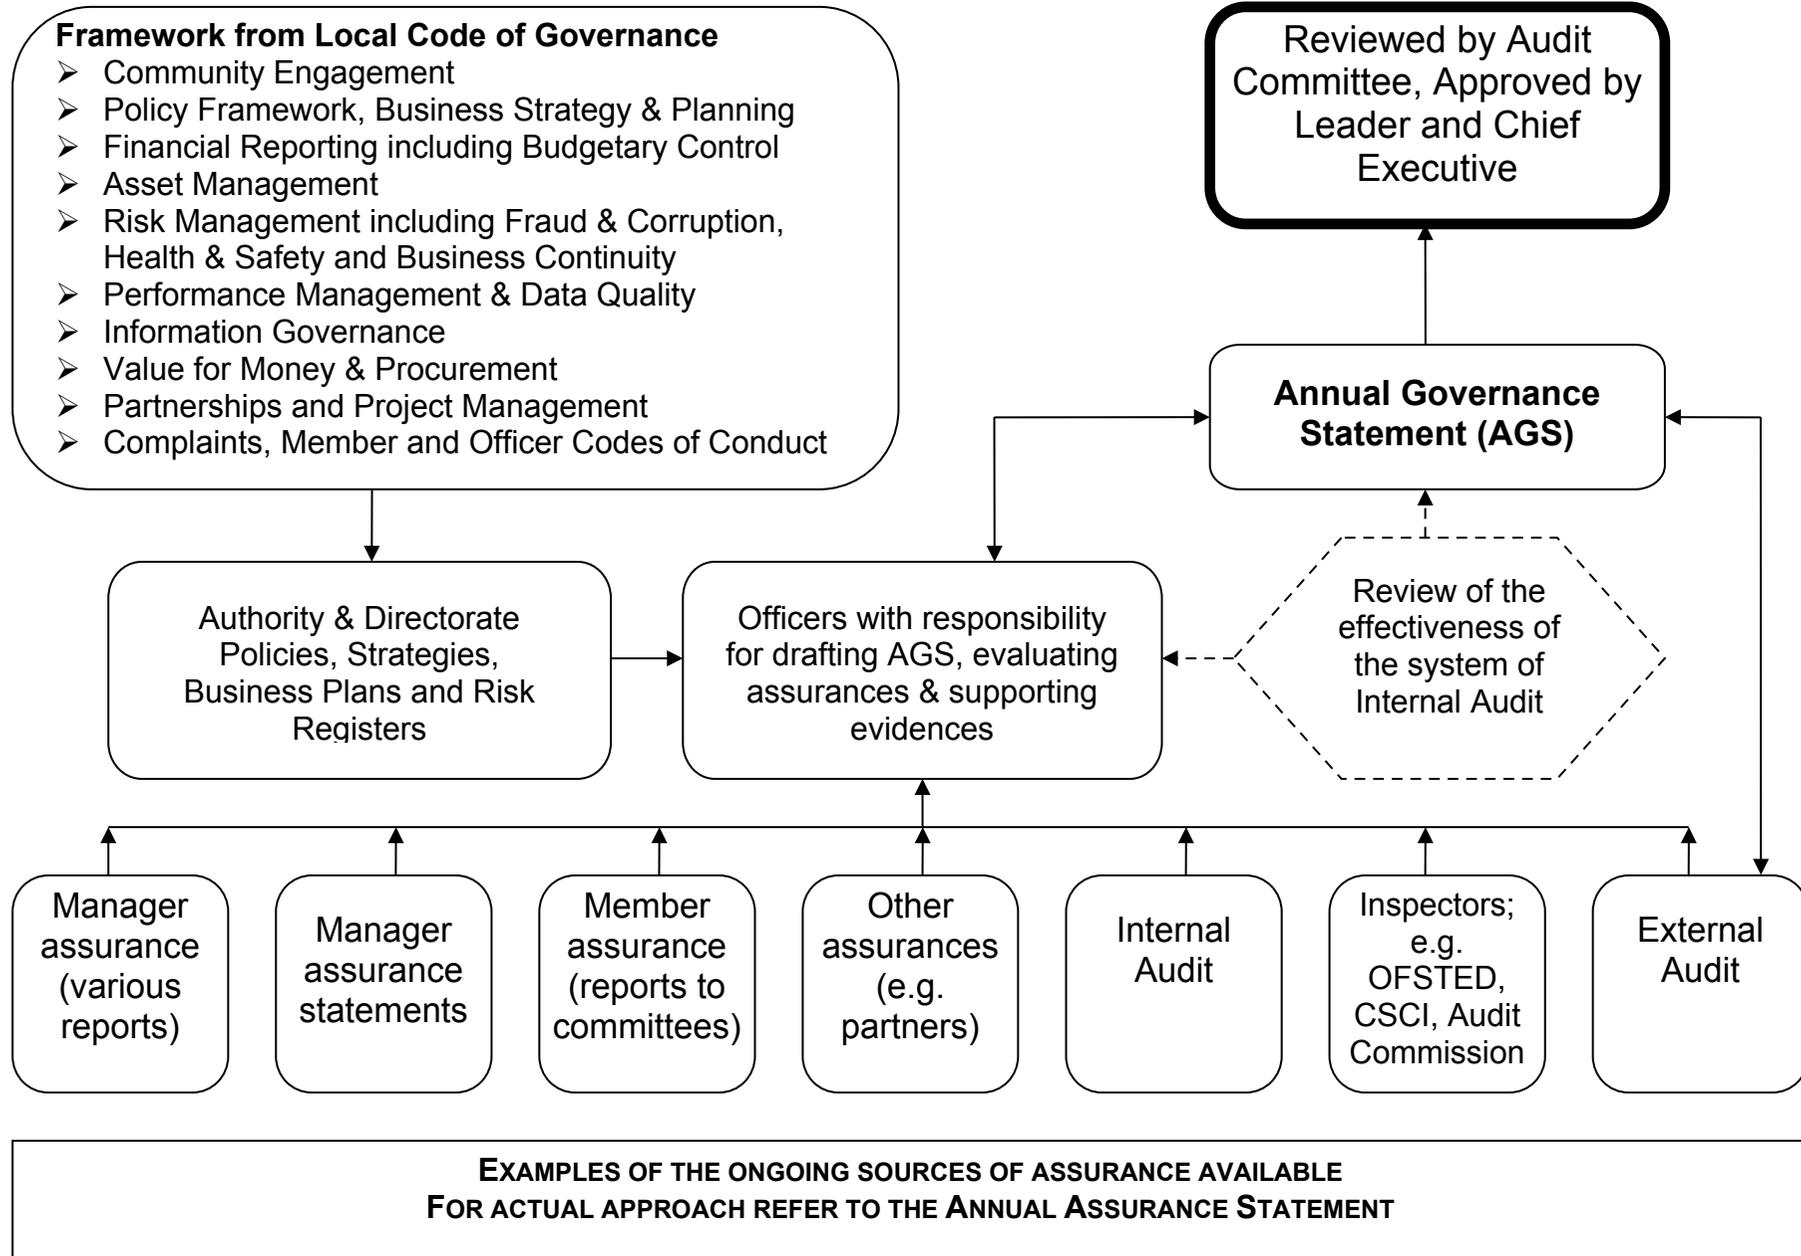 Framework from Local Code of Governance
➢ Community Engagement
➢ Policy Framework, Business Strategy & Planning
➢ Financial Reporting including Budgetary Control
➢ Asset Management
➢ Risk Management including Fraud & Corruption,
Health & Safety and Business Continuity
➢ Performance Management & Data Quality
➢ Information Governance
➢ Value for Money & Procurement
➢ Partnerships and Project Management
➢ Complaints, Member and Officer Codes of Conduct
Reviewed by Audit
Committee, Approved by
Leader and Chief
Executive
Annual Governance
Statement (AGS)
Authority & Directorate
Policies, Strategies,
Business Plans and Risk
Registers
Officers with responsibility
for drafting AGS, evaluating
assurances & supporting
evidences
Review of the
effectiveness of
the system of
Internal Audit
Manager
assurance
(various
reports)
Manager
assurance
statements
Member
assurance
(reports to
committees)
Other
assurances
(e.g.
partners)
Internal
Audit
Inspectors;
e.g.
OFSTED,
CSCI, Audit
Commission
External
Audit
EXAMPLES OF THE ONGOING SOURCES OF ASSURANCE AVAILABLE
FOR ACTUAL APPROACH REFER TO THE ANNUAL ASSURANCE STATEMENT